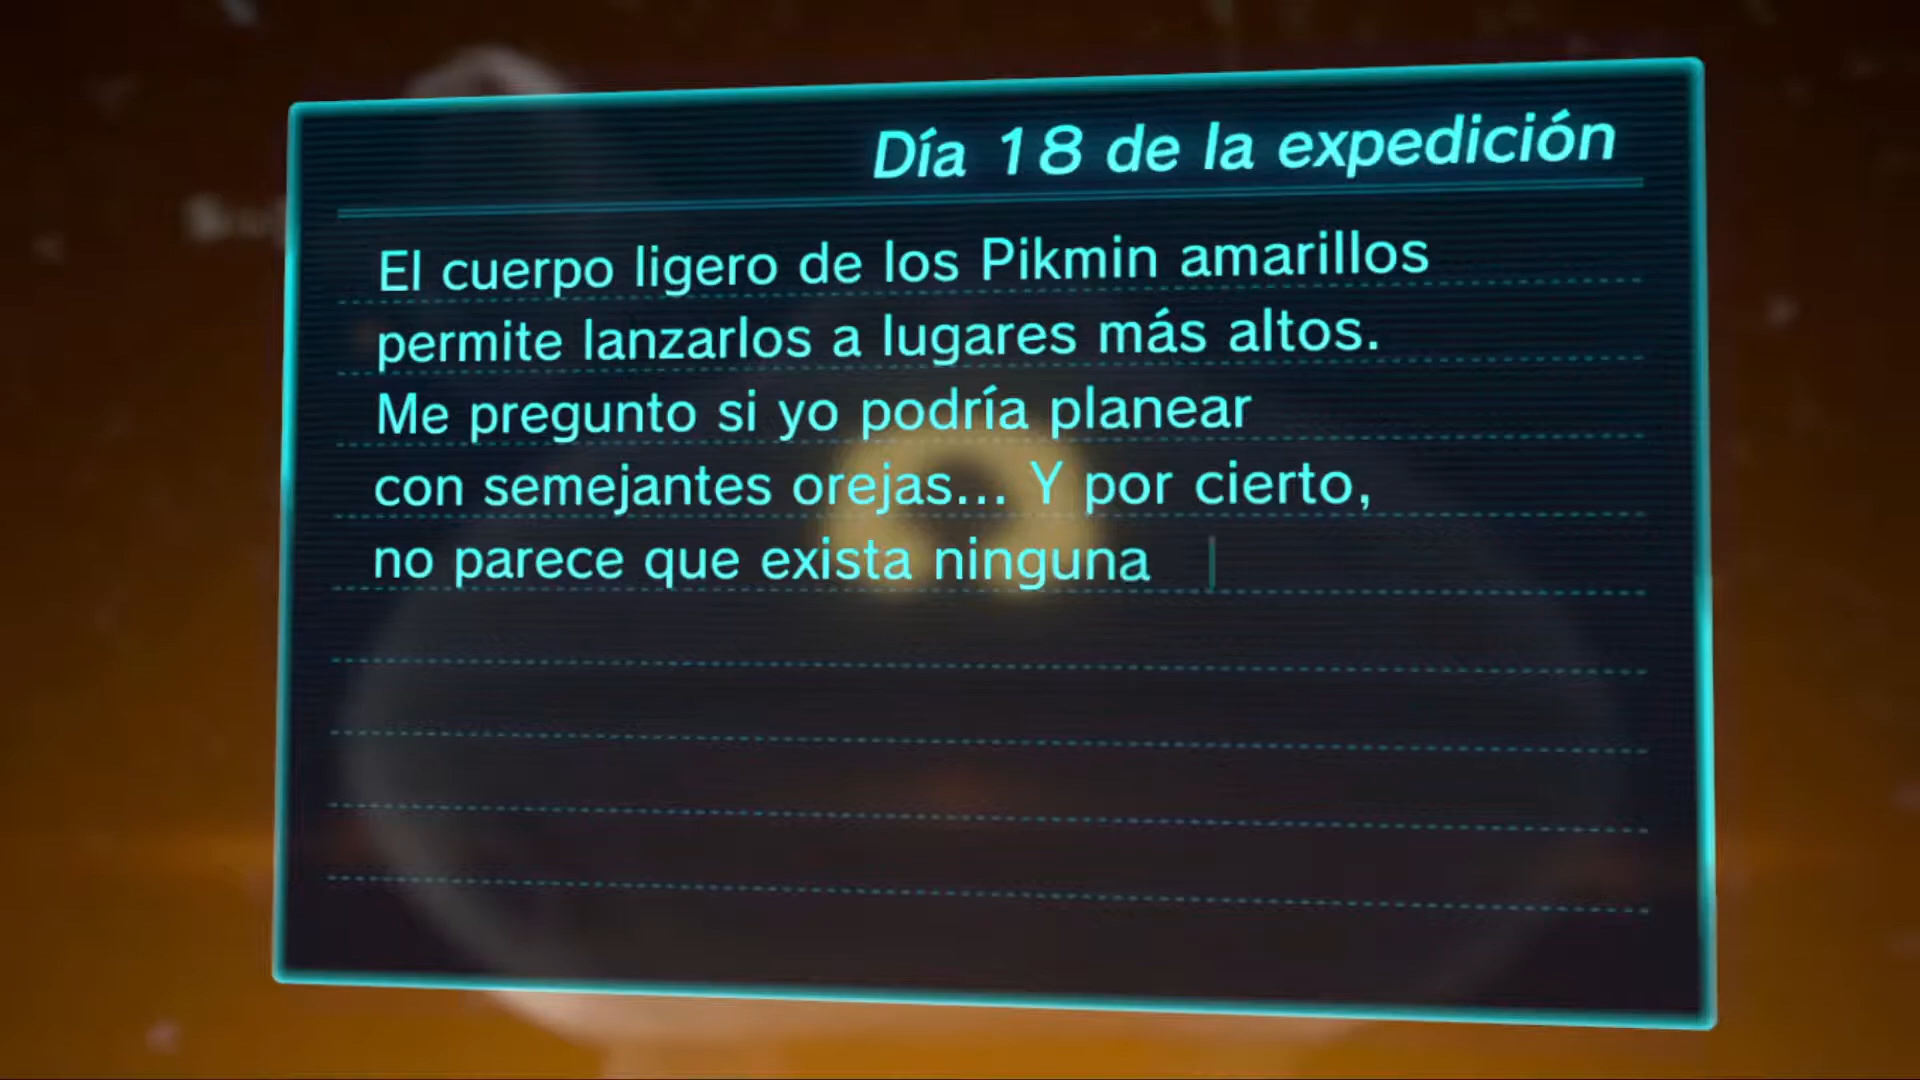 Día 18 de la expedición
El cuerpo ligero de los Pikmin amarillos
permite lanzarlos a lugares más altos.
Me pregunto si yo podría planear
con semejantes orejas... Y por cierto,
no parece que exista ninguna